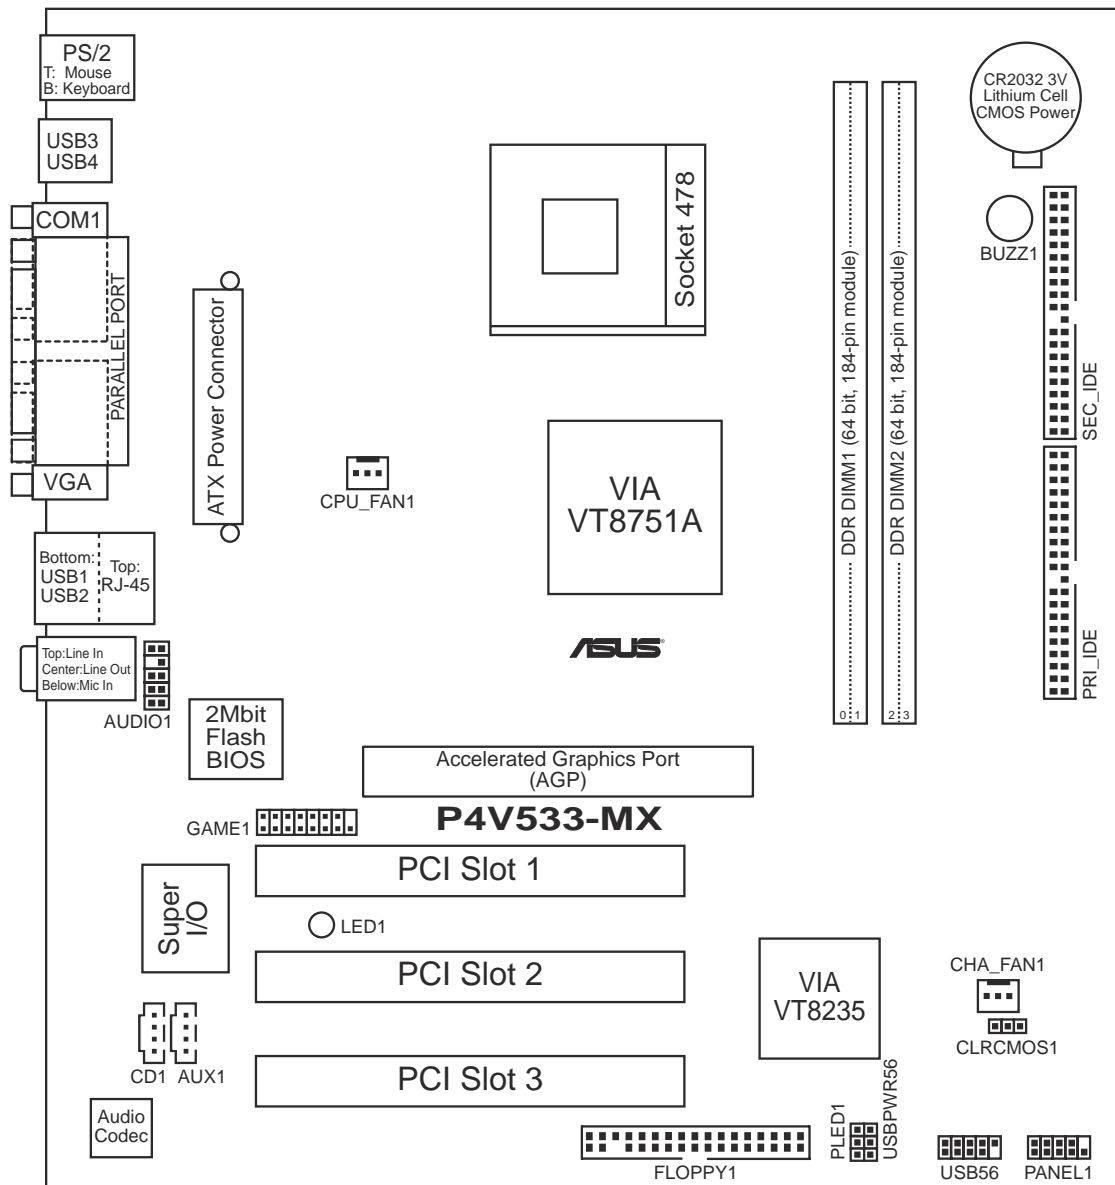 PS/2
T: Mouse
B: Keyboard
USB3
USB4
COM1
PARALLEL PORT
VGA
Bottom:
USB1
USB2
Top:
RJ-45
Top:Line In
Center:Line Out
Below:Mic In
AUDIO1
ATX Power Connector
CPU_FAN1
Socket 478
VIA
VT8751A
ASUS
DDR DIMM1 (64 bit, 184-pin module)
DDR DIMM2 (64 bit, 184-pin module)
0 1
2 3
CR2032 3V
Lithium Cell
CMOS Power
BUZZ1
SEC_IDE
PRI_IDE
2Mbit
Flash
BIOS
Accelerated Graphics Port
(AGP)
P4V533-MX
GAME1
PCI Slot 1
Super
I/O
LED1
PCI Slot 2
VIA
VT8235
CHA_FAN1
CLRCMOS1
CD1
AUX1
PCI Slot 3
Audio
Codec
FLOPPY1
PLED1
USBPWR56
USB56
PANEL1